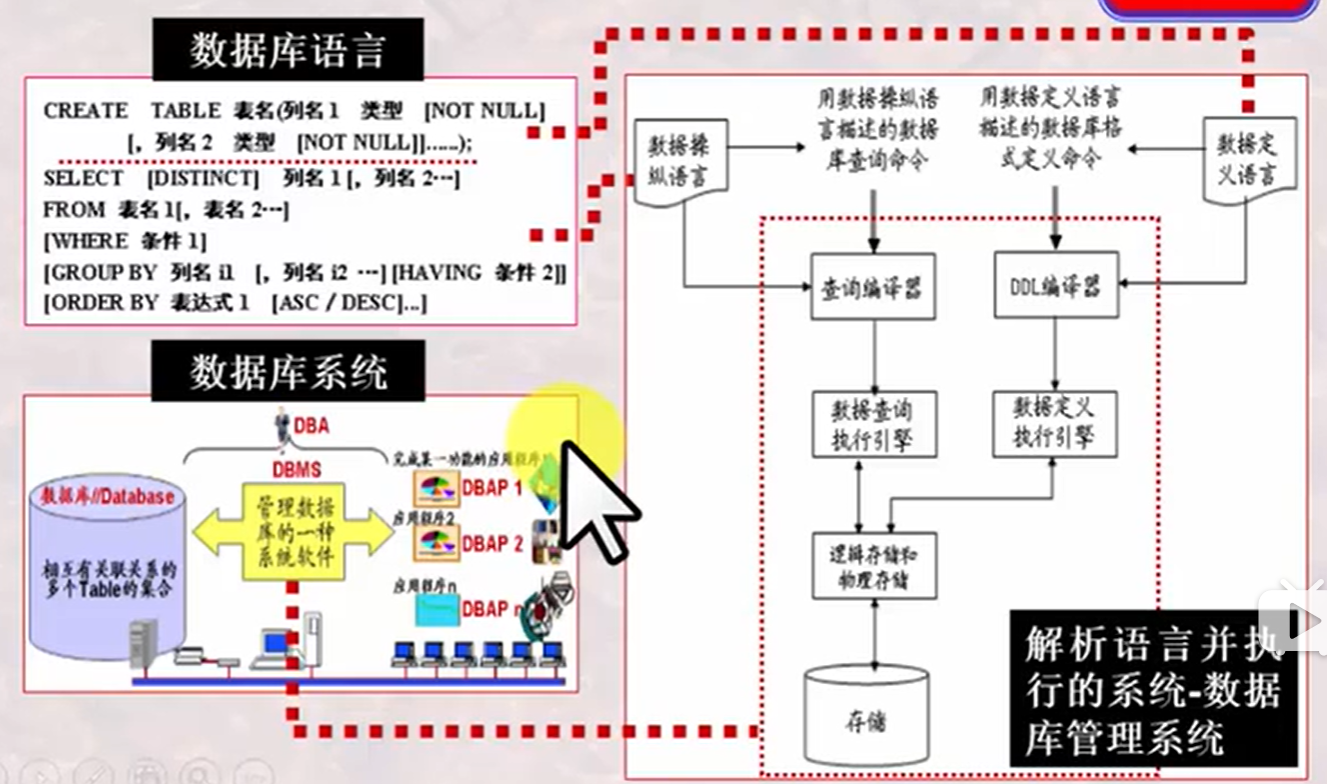 数据库语言
CREATE TABLE 表名(列名1 类型 [NOT NULL]
[, 列名2 类型 [NOT NULL]]......);
SELECT [DISTINCT] 列名1 [, 列名2…]
FROM 表名1[, 表名2…]
[WHERE 条件1]
[GROUP BY 列名i1 [, 列名i2 …] [HAVING 条件2]]
[ORDER BY 表达式1 [ASC / DESC]...]
数据库系统
DBA
DBMS
数据库//Database
相互有关联关系的
多个Table的集合
管理数据
库的一种
系统软件
完成某一功能的应用程序
DBAP 1
应用程序2
DBAP 2
应用程序n
DBAP n
数据操
纵语言
用数据操纵语
言描述的数据
库查询命令
用数据定义语言
描述的数据库格
式定义命令
数据定
义语言
查询编译器
DDL编译器
数据查询
执行引擎
数据定义
执行引擎
逻辑存储和
物理存储
存储
解析语言并执
行的系统-数据
库管理系统